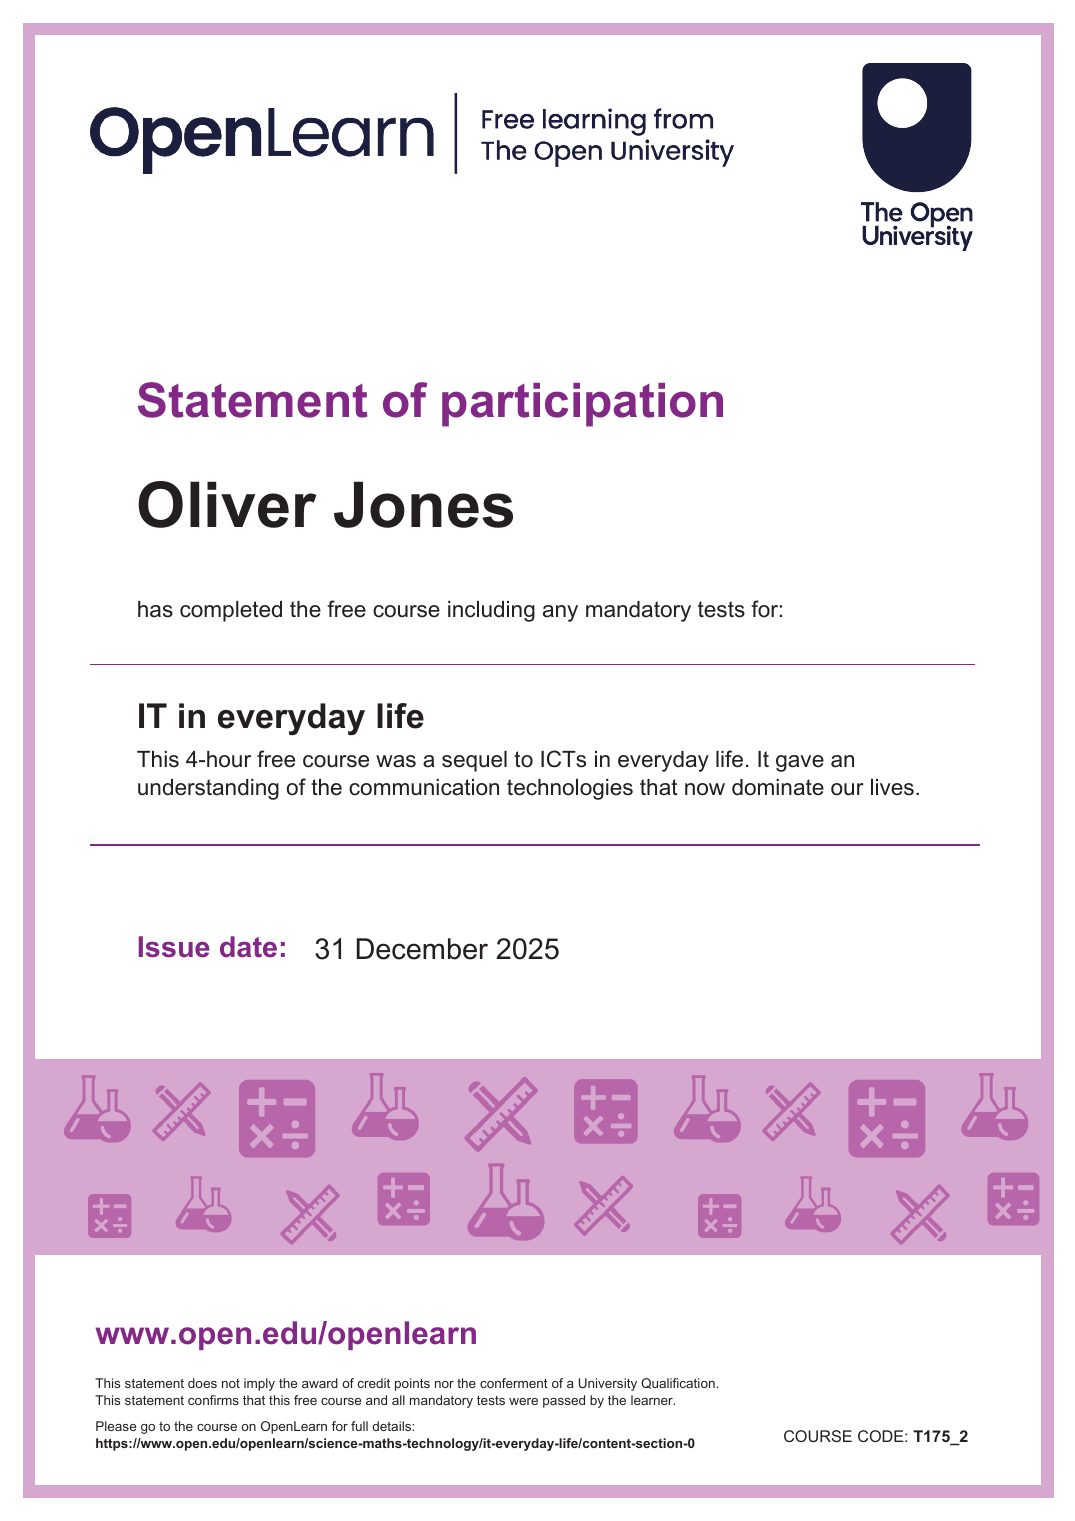 OpenLearn
Free learning from
The Open University
The Open
University
Statement of participation
Oliver Jones
has completed the free course including any mandatory tests for:
IT in everyday life
This 4-hour free course was a sequel to ICTs in everyday life. It gave an
understanding of the communication technologies that now dominate our lives.
Issue date: 31 December 2025
www.open.edu/openlearn
This statement does not imply the award of credit points nor the conferment of a University Qualification.
This statement confirms that this free course and all mandatory tests were passed by the learner.
Please go to the course on OpenLearn for full details:
https://www.open.edu/openlearn/science-maths-technology/it-everyday-life/content-section-0
COURSE CODE: T175_2